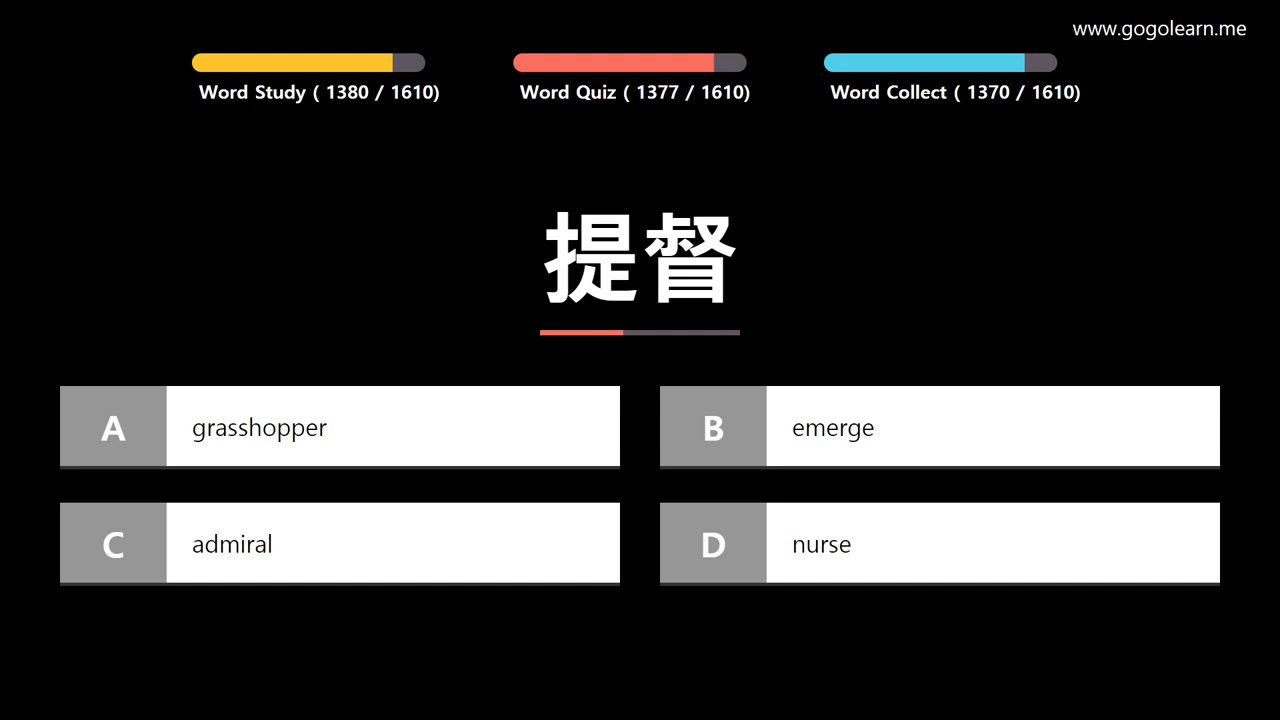 www.gogolearn.me
Word Study ( 1380 / 1610)
Word Quiz ( 1377 / 1610)
Word Collect ( 1370 / 1610)
提督
A grasshopper
B emerge
C admiral
D nurse